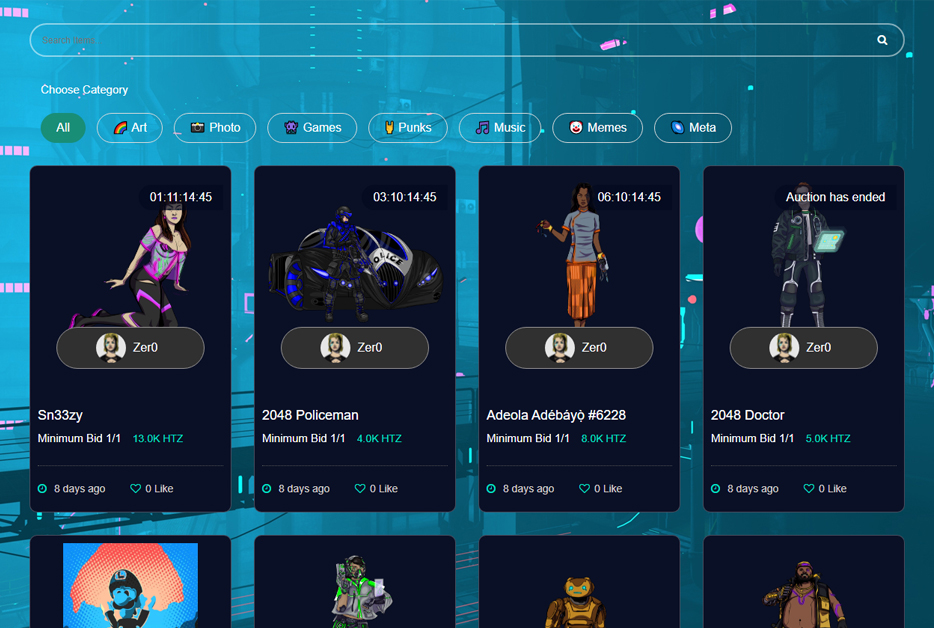 Search Items
Choose Category
All
Art
Photo
Games
Punks
Music
Memes
Meta
01:11:14:45
03:10:14:45
06:10:14:45
Auction has ended
POLICE
Zer0
Zer0
Zer0
Zer0
Sn33zy
2048 Policeman
Adeola Adébáyọ̀ #6228
2048 Doctor
Minimum Bid 1/1 13.0K HTZ
Minimum Bid 1/1 4.0K HTZ
Minimum Bid 1/1 8.0K HTZ
Minimum Bid 1/1 5.0K HTZ
8 days ago 0 Like
8 days ago 0 Like
8 days ago 0 Like
8 days ago 0 Like